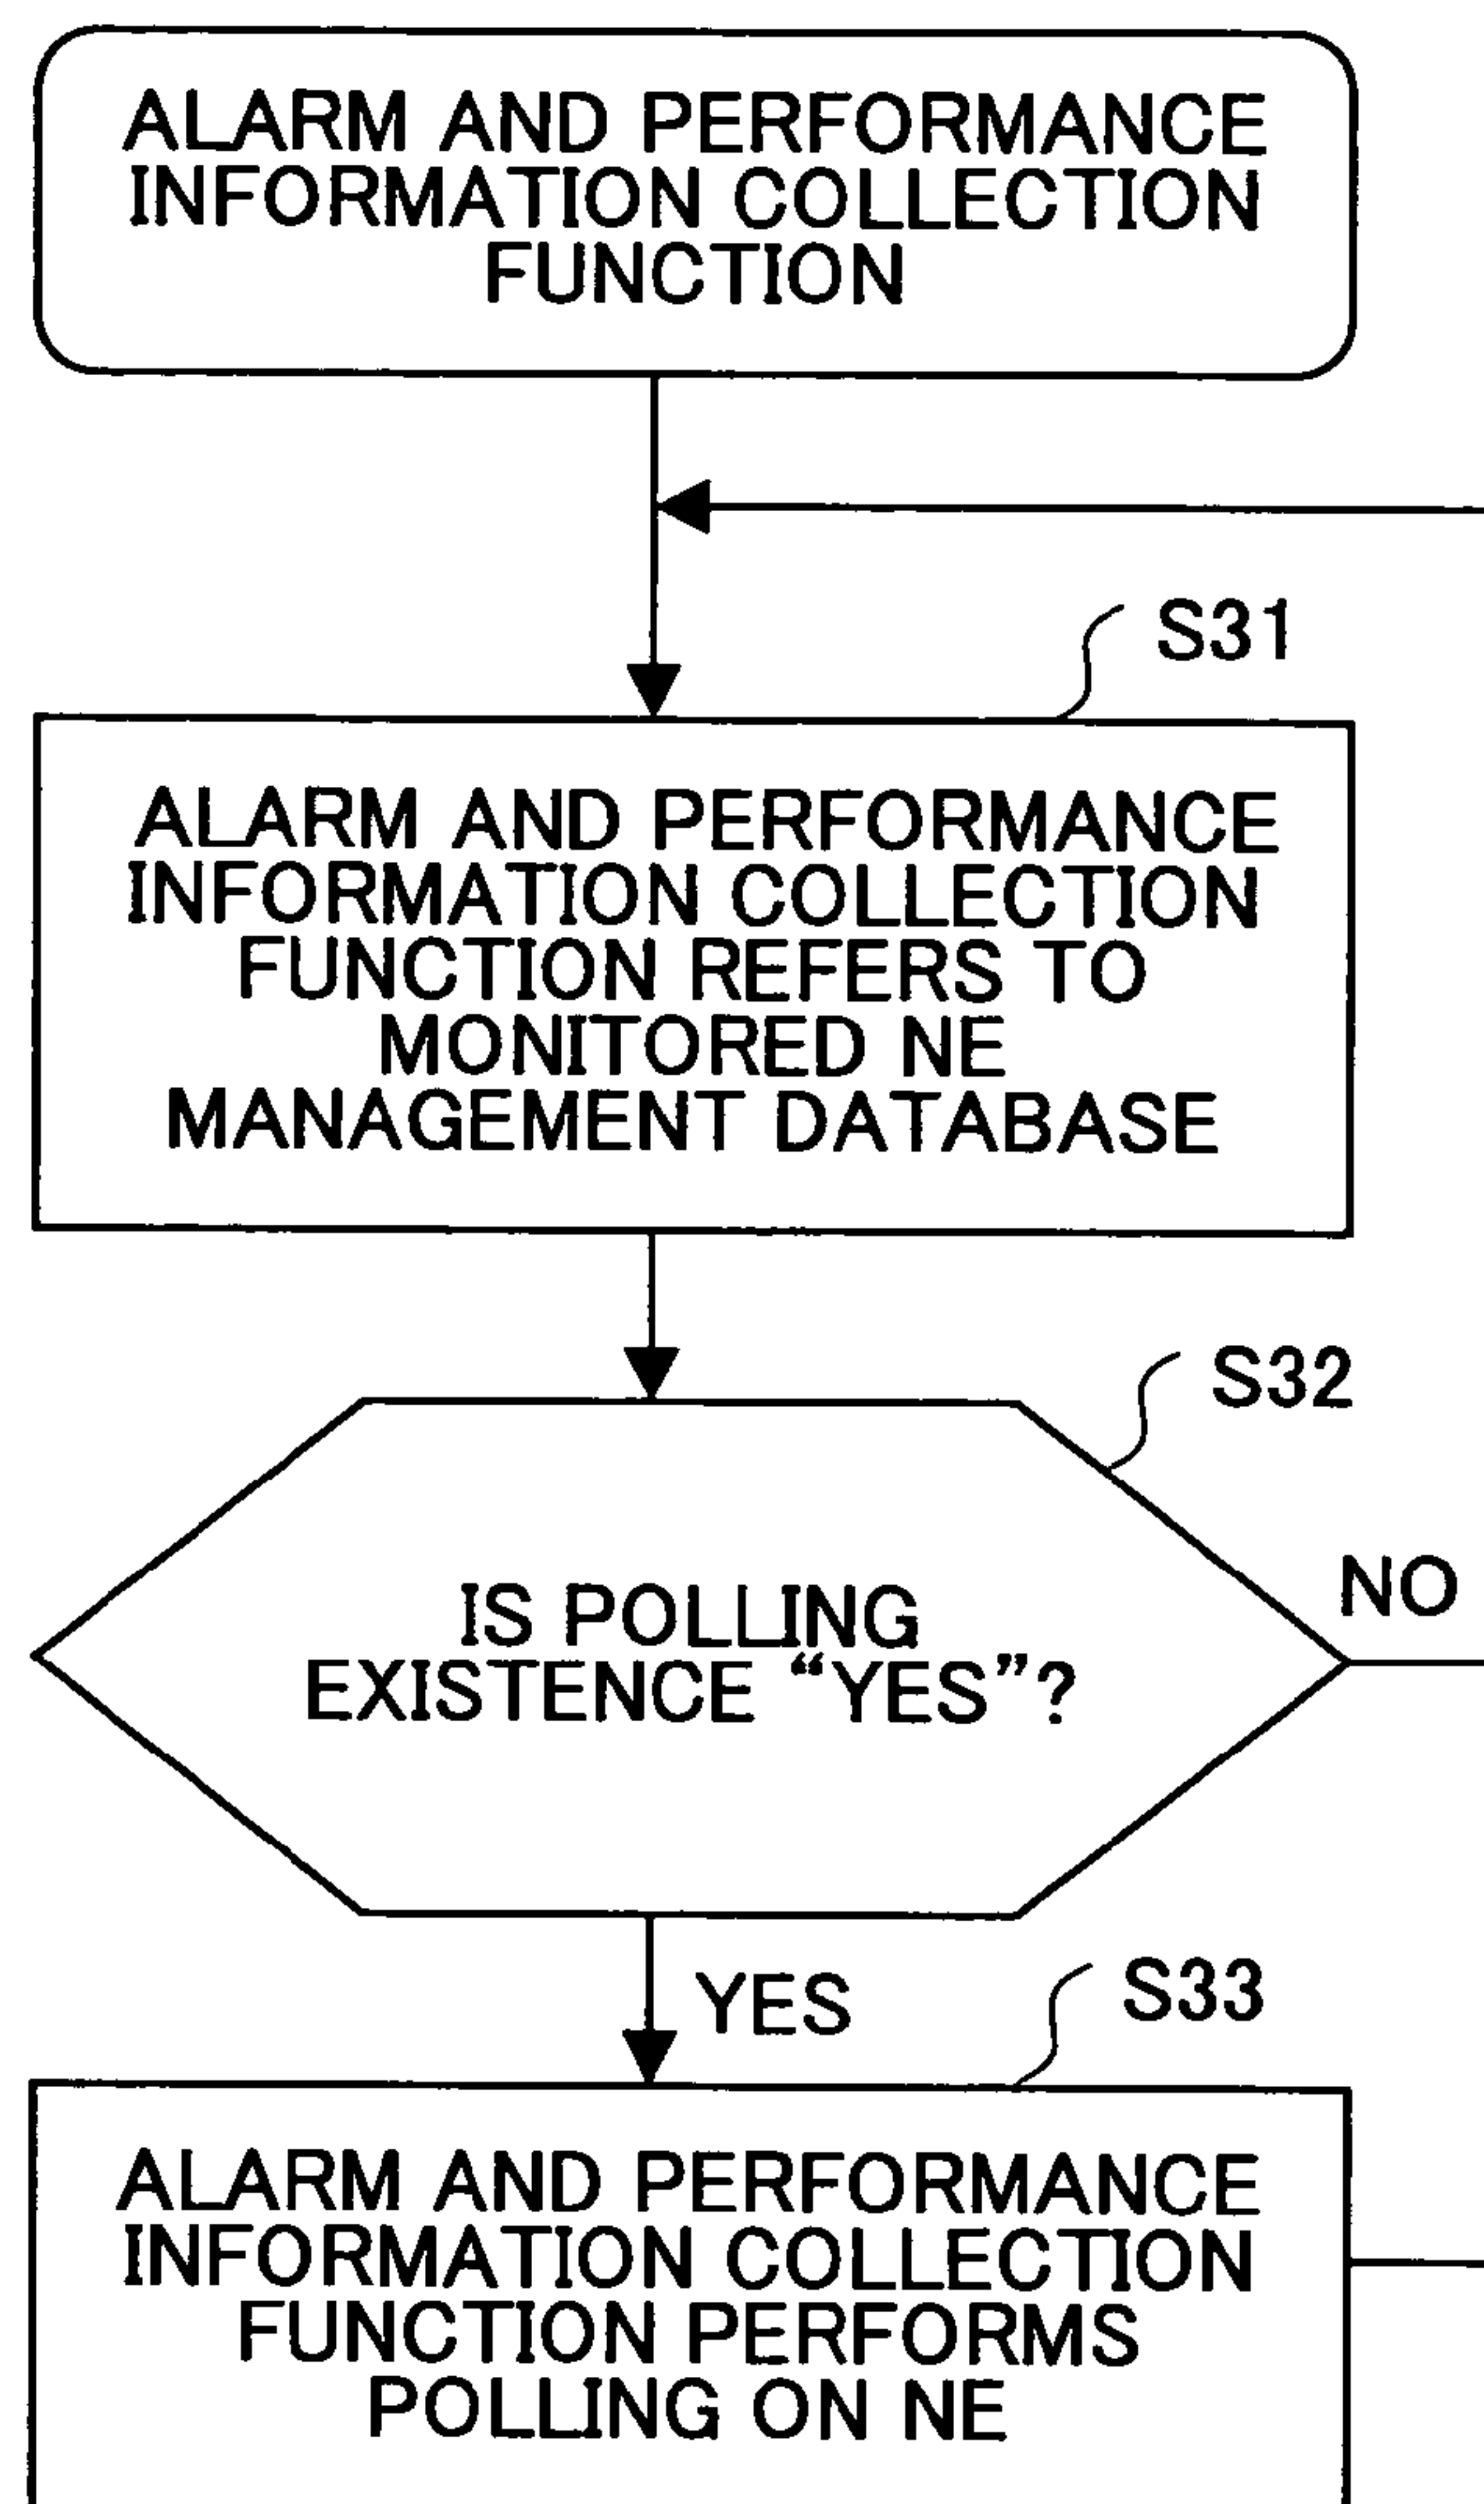 ALARM AND PERFORMANCE
INFORMATION COLLECTION
FUNCTION
S31
ALARM AND PERFORMANCE
INFORMATION COLLECTION
FUNCTION REFERS TO
MONITORED NE
MANAGEMENT DATABASE
S32
IS POLLING
EXISTENCE “YES”?
NO
YES
S33
ALARM AND PERFORMANCE
INFORMATION COLLECTION
FUNCTION PERFORMS
POLLING ON NE